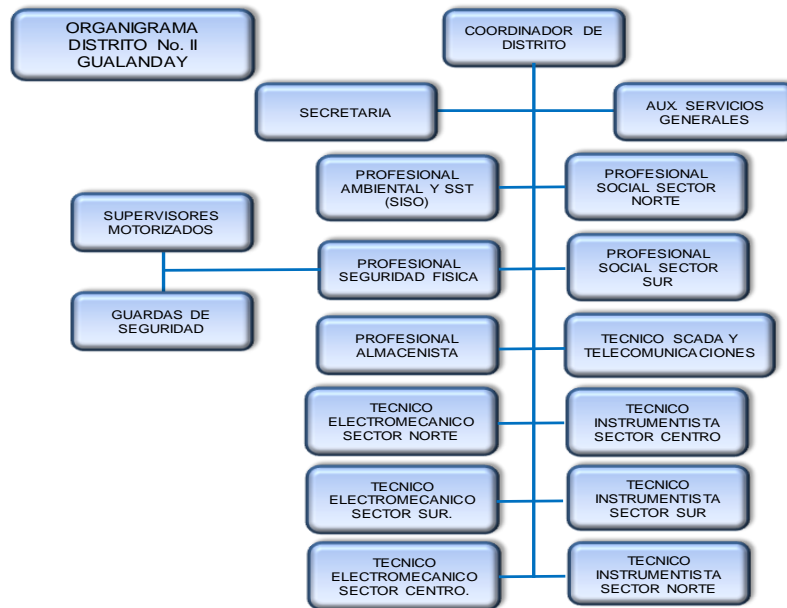 ORGANIGRAMA
DISTRITO No. II
GUALANDAY
COORDINADOR DE
DISTRITO
SECRETARIA
AUX. SERVICIOS
GENERALES
PROFESIONAL
AMBIENTAL Y SST
(SISO)
PROFESIONAL
SOCIAL SECTOR
NORTE
SUPERVISORES
MOTORIZADOS
PROFESIONAL
SEGURIDAD FISICA
PROFESIONAL
SOCIAL SECTOR
SUR
GUARDAS DE
SEGURIDAD
PROFESIONAL
ALMACENISTA
TECNICO SCADA Y
TELECOMUNICACIONES
TECNICO
ELECTROMECANICO
SECTOR NORTE
TECNICO
INSTRUMENTISTA
SECTOR CENTRO
TECNICO
ELECTROMECANICO
SECTOR SUR.
TECNICO
INSTRUMENTISTA
SECTOR SUR
TECNICO
ELECTROMECANICO
SECTOR CENTRO.
TECNICO
INSTRUMENTISTA
SECTOR NORTE